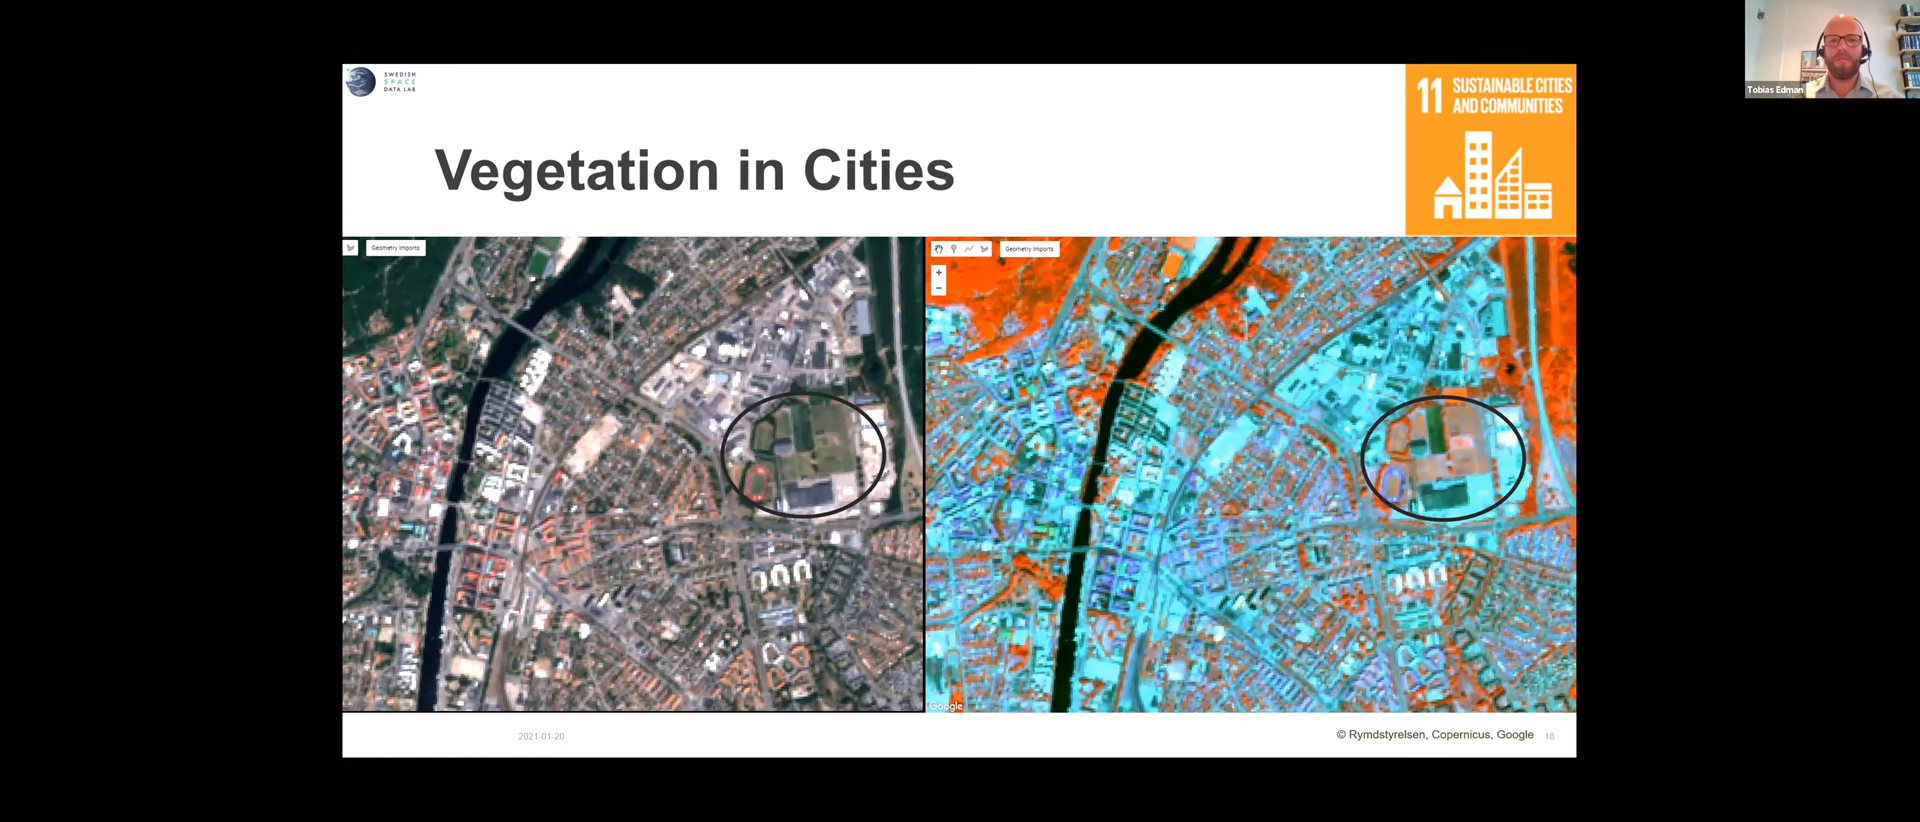 SWEDISH
SPACE
DATA LAB
11 SUSTAINABLE CITIES
AND COMMUNITIES
Tobias Edman
Vegetation in Cities
Geometry Imports
Geometry Imports
+
−
Google
2021-01-20
© Rymdstyrelsen, Copernicus, Google
18